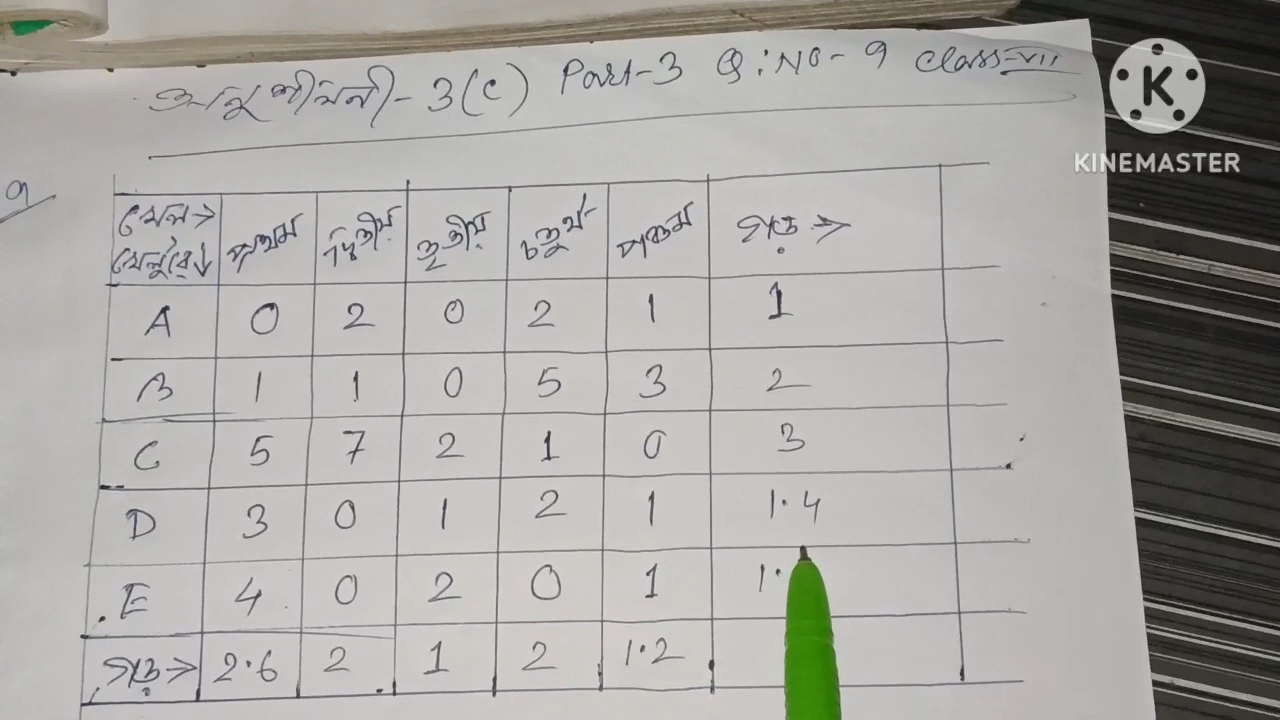 অনুশীলনী-3(C) Part-3 Q:NO-9 Class-VII
9
খেলা→ প্রথম দ্বিতীয় তৃতীয় চতুর্থ পঞ্চম গড়→
খেলুৱৈ↓
A 0 2 0 2 1 1
B 1 1 0 5 3 2
C 5 7 2 1 0 3
D 3 0 1 2 1 1.4
E 4 0 2 0 1 1.
গড়→ 2.6 2 1 2 1.2
K
KINEMASTER